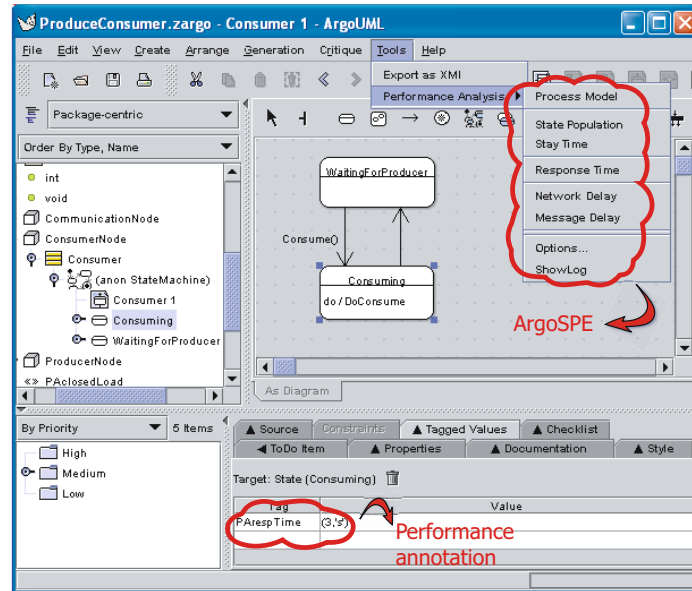 ProduceConsumer.zargo - Consumer 1 - ArgoUML
File Edit View Create Arrange Generation Critique Tools Help
Export as XMI
Performance Analysis
Process Model
State Population
Stay Time
Response Time
Network Delay
Message Delay
Options...
ShowLog
ArgoSPE
Package-centric
Order By Type, Name
int
void
CommunicationNode
ConsumerNode
Consumer
(anon StateMachine)
Consumer 1
Consuming
WaitingForProducer
ProducerNode
«» PAclosedLoad
WaitingForProducer
Consume()
Consuming
do / DoConsume
As Diagram
By Priority 5 Items
High
Medium
Low
▲ Source Constraints ▲ Tagged Values ▲ Checklist
◀ ToDo Item ▲ Properties ▲ Documentation ▲ Style
Target: State (Consuming)
Tag Value
PArespTime (3,'s')
Performance
annotation